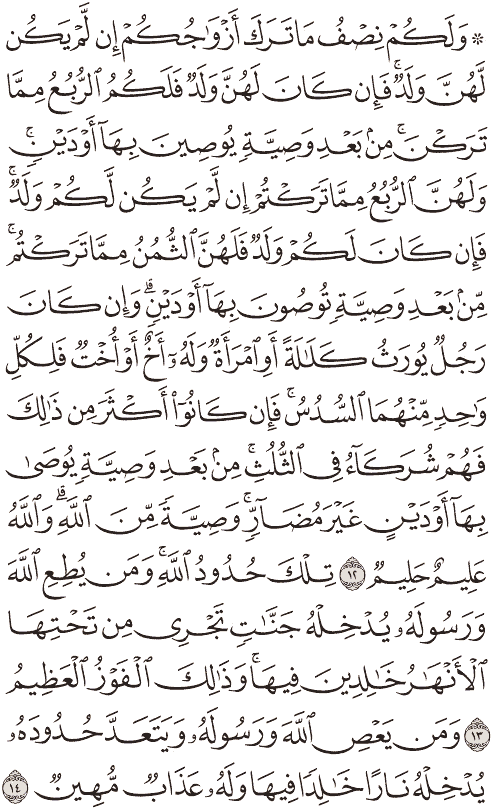 ۞ وَلَكُمۡ نِصۡفُ مَا تَرَكَ أَزۡوَٰجُكُمۡ إِن لَّمۡ يَكُن
لَّهُنَّ وَلَدٞۚ فَإِن كَانَ لَهُنَّ وَلَدٞ فَلَكُمُ ٱلرُّبُعُ مِمَّا
تَرَكۡنَۚ مِنۢ بَعۡدِ وَصِيَّةٖ يُوصِينَ بِهَآ أَوۡ دَيۡنٖۚ
وَلَهُنَّ ٱلرُّبُعُ مِمَّا تَرَكۡتُمۡ إِن لَّمۡ يَكُن لَّكُمۡ وَلَدٞۚ
فَإِن كَانَ لَكُمۡ وَلَدٞ فَلَهُنَّ ٱلثُّمُنُ مِمَّا تَرَكۡتُمۚ
مِّنۢ بَعۡدِ وَصِيَّةٖ تُوصُونَ بِهَآ أَوۡ دَيۡنٖۗ وَإِن كَانَ
رَجُلٞ يُورَثُ كَلَٰلَةً أَوِ ٱمۡرَأَةٞ وَلَهُۥٓ أَخٌ أَوۡ أُخۡتٞ فَلِكُلِّ
وَٰحِدٖ مِّنۡهُمَا ٱلسُّدُسُۚ فَإِن كَانُوٓاْ أَكۡثَرَ مِن ذَٰلِكَ
فَهُمۡ شُرَكَآءُ فِي ٱلثُّلُثِۚ مِنۢ بَعۡدِ وَصِيَّةٖ يُوصَىٰ
بِهَآ أَوۡ دَيۡنٍ غَيۡرَ مُضَآرّٖۚ وَصِيَّةٗ مِّنَ ٱللَّهِۗ وَٱللَّهُ
عَلِيمٌ حَلِيمٞ ١٢ تِلۡكَ حُدُودُ ٱللَّهِۚ وَمَن يُطِعِ ٱللَّهَ
وَرَسُولَهُۥ يُدۡخِلۡهُ جَنَّٰتٖ تَجۡرِي مِن تَحۡتِهَا
ٱلۡأَنۡهَٰرُ خَٰلِدِينَ فِيهَاۚ وَذَٰلِكَ ٱلۡفَوۡزُ ٱلۡعَظِيمُ
١٣ وَمَن يَعۡصِ ٱللَّهَ وَرَسُولَهُۥ وَيَتَعَدَّ حُدُودَهُۥ
يُدۡخِلۡهُ نَارًا خَٰلِدٗا فِيهَا وَلَهُۥ عَذَابٞ مُّهِينٞ ١٤